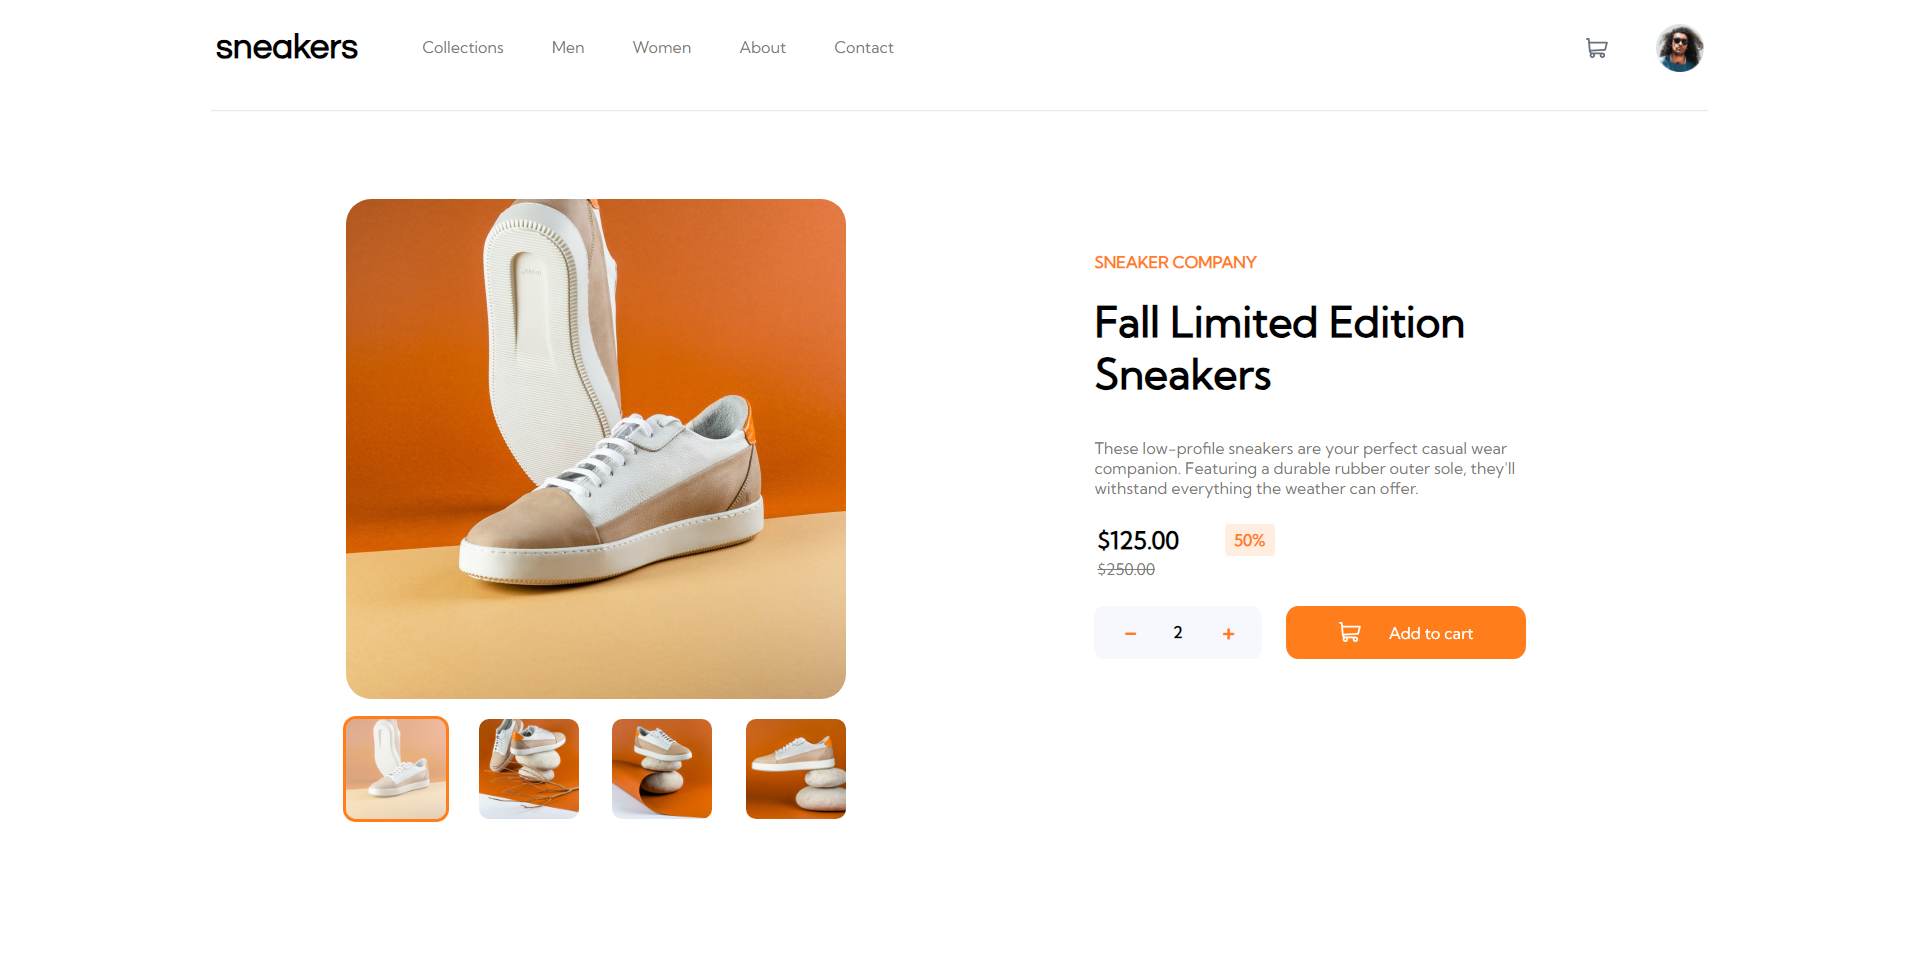 sneakers
Collections
Men
Women
About
Contact
SNEAKER COMPANY
Fall Limited Edition
Sneakers
These low-profile sneakers are your perfect casual wear
companion. Featuring a durable rubber outer sole, they'll
withstand everything the weather can offer.
$125.00
50%
$250.00
− 2 +
Add to cart